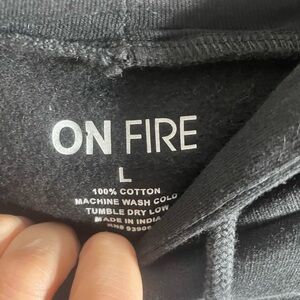 ON FIRE
L
100% COTTON
MACHINE WASH COLD
TUMBLE DRY LOW
MADE IN INDIA